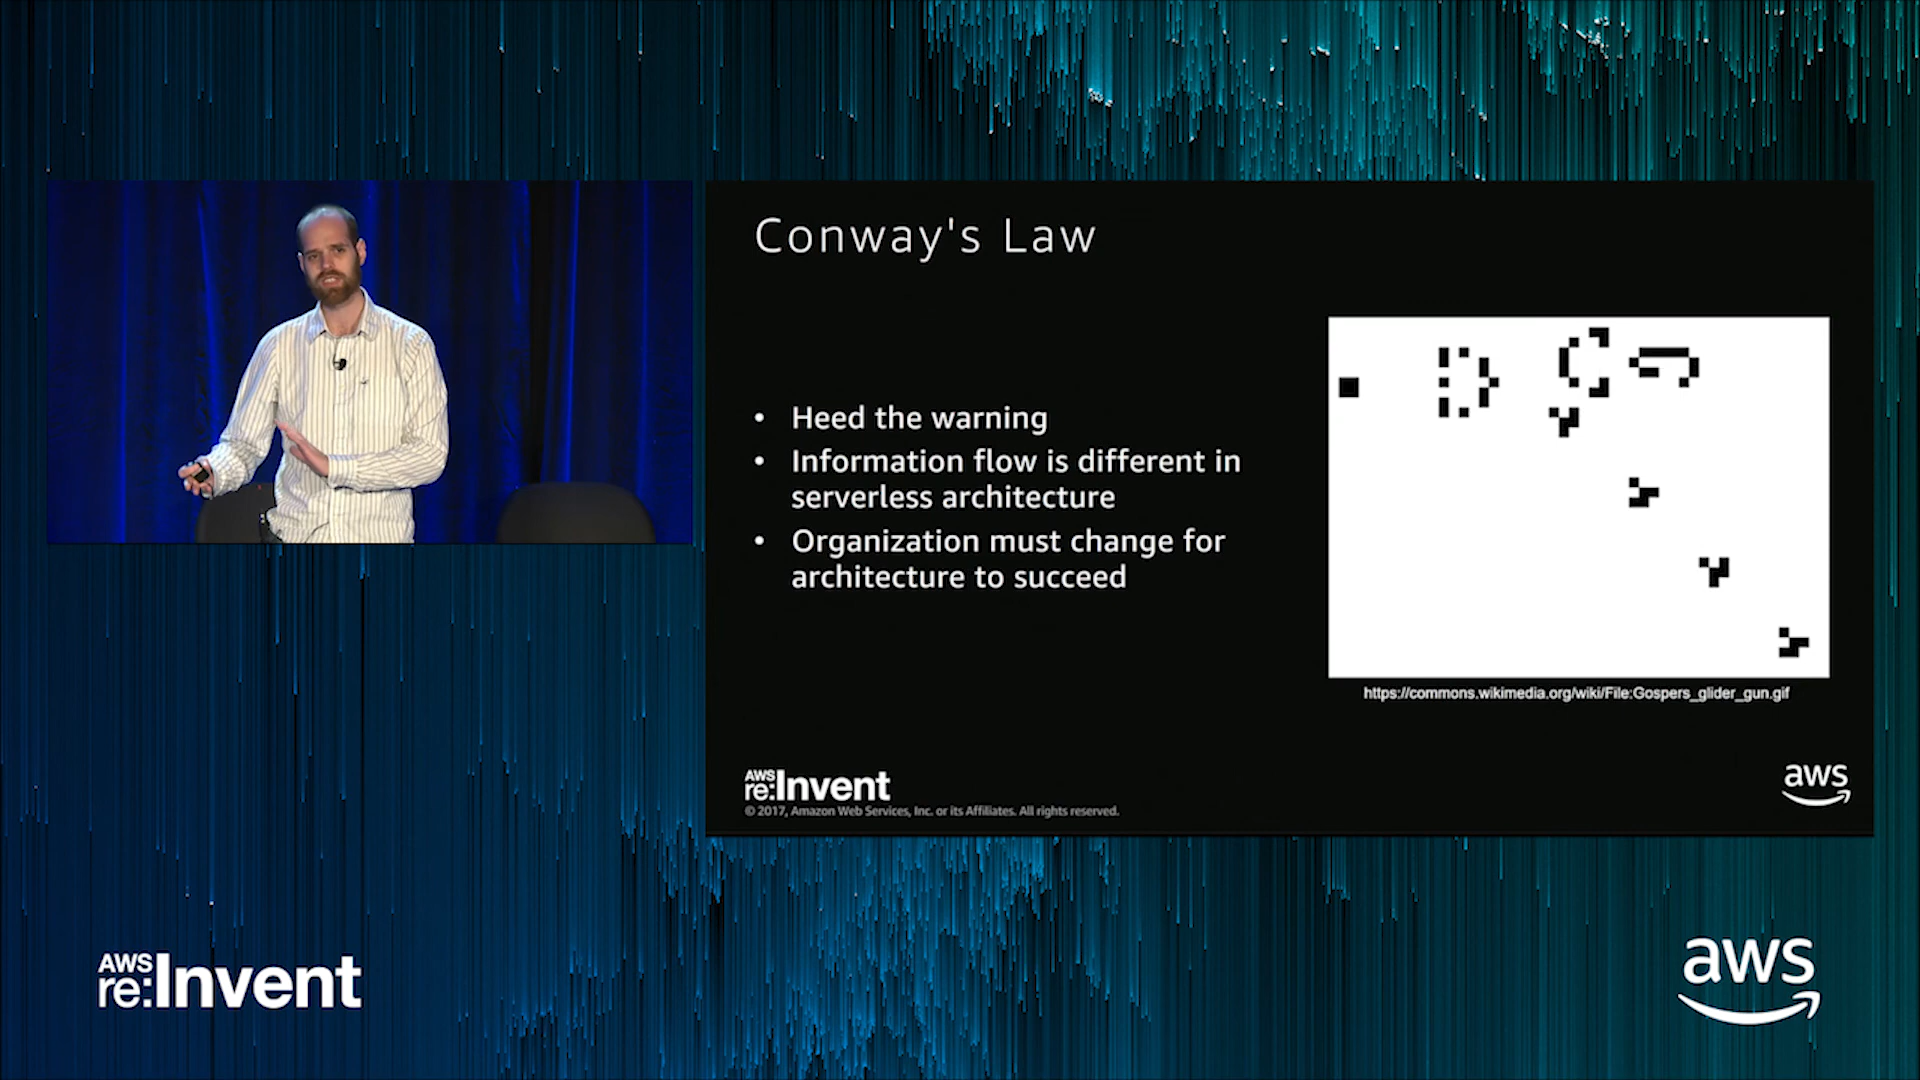 Conway's Law
• Heed the warning
• Information flow is different in
serverless architecture
• Organization must change for
architecture to succeed
https://commons.wikimedia.org/wiki/File:Gospers_glider_gun.gif
AWS
re:Invent
© 2017, Amazon Web Services, Inc. or its Affiliates. All rights reserved.
aws
AWS
re:Invent
aws